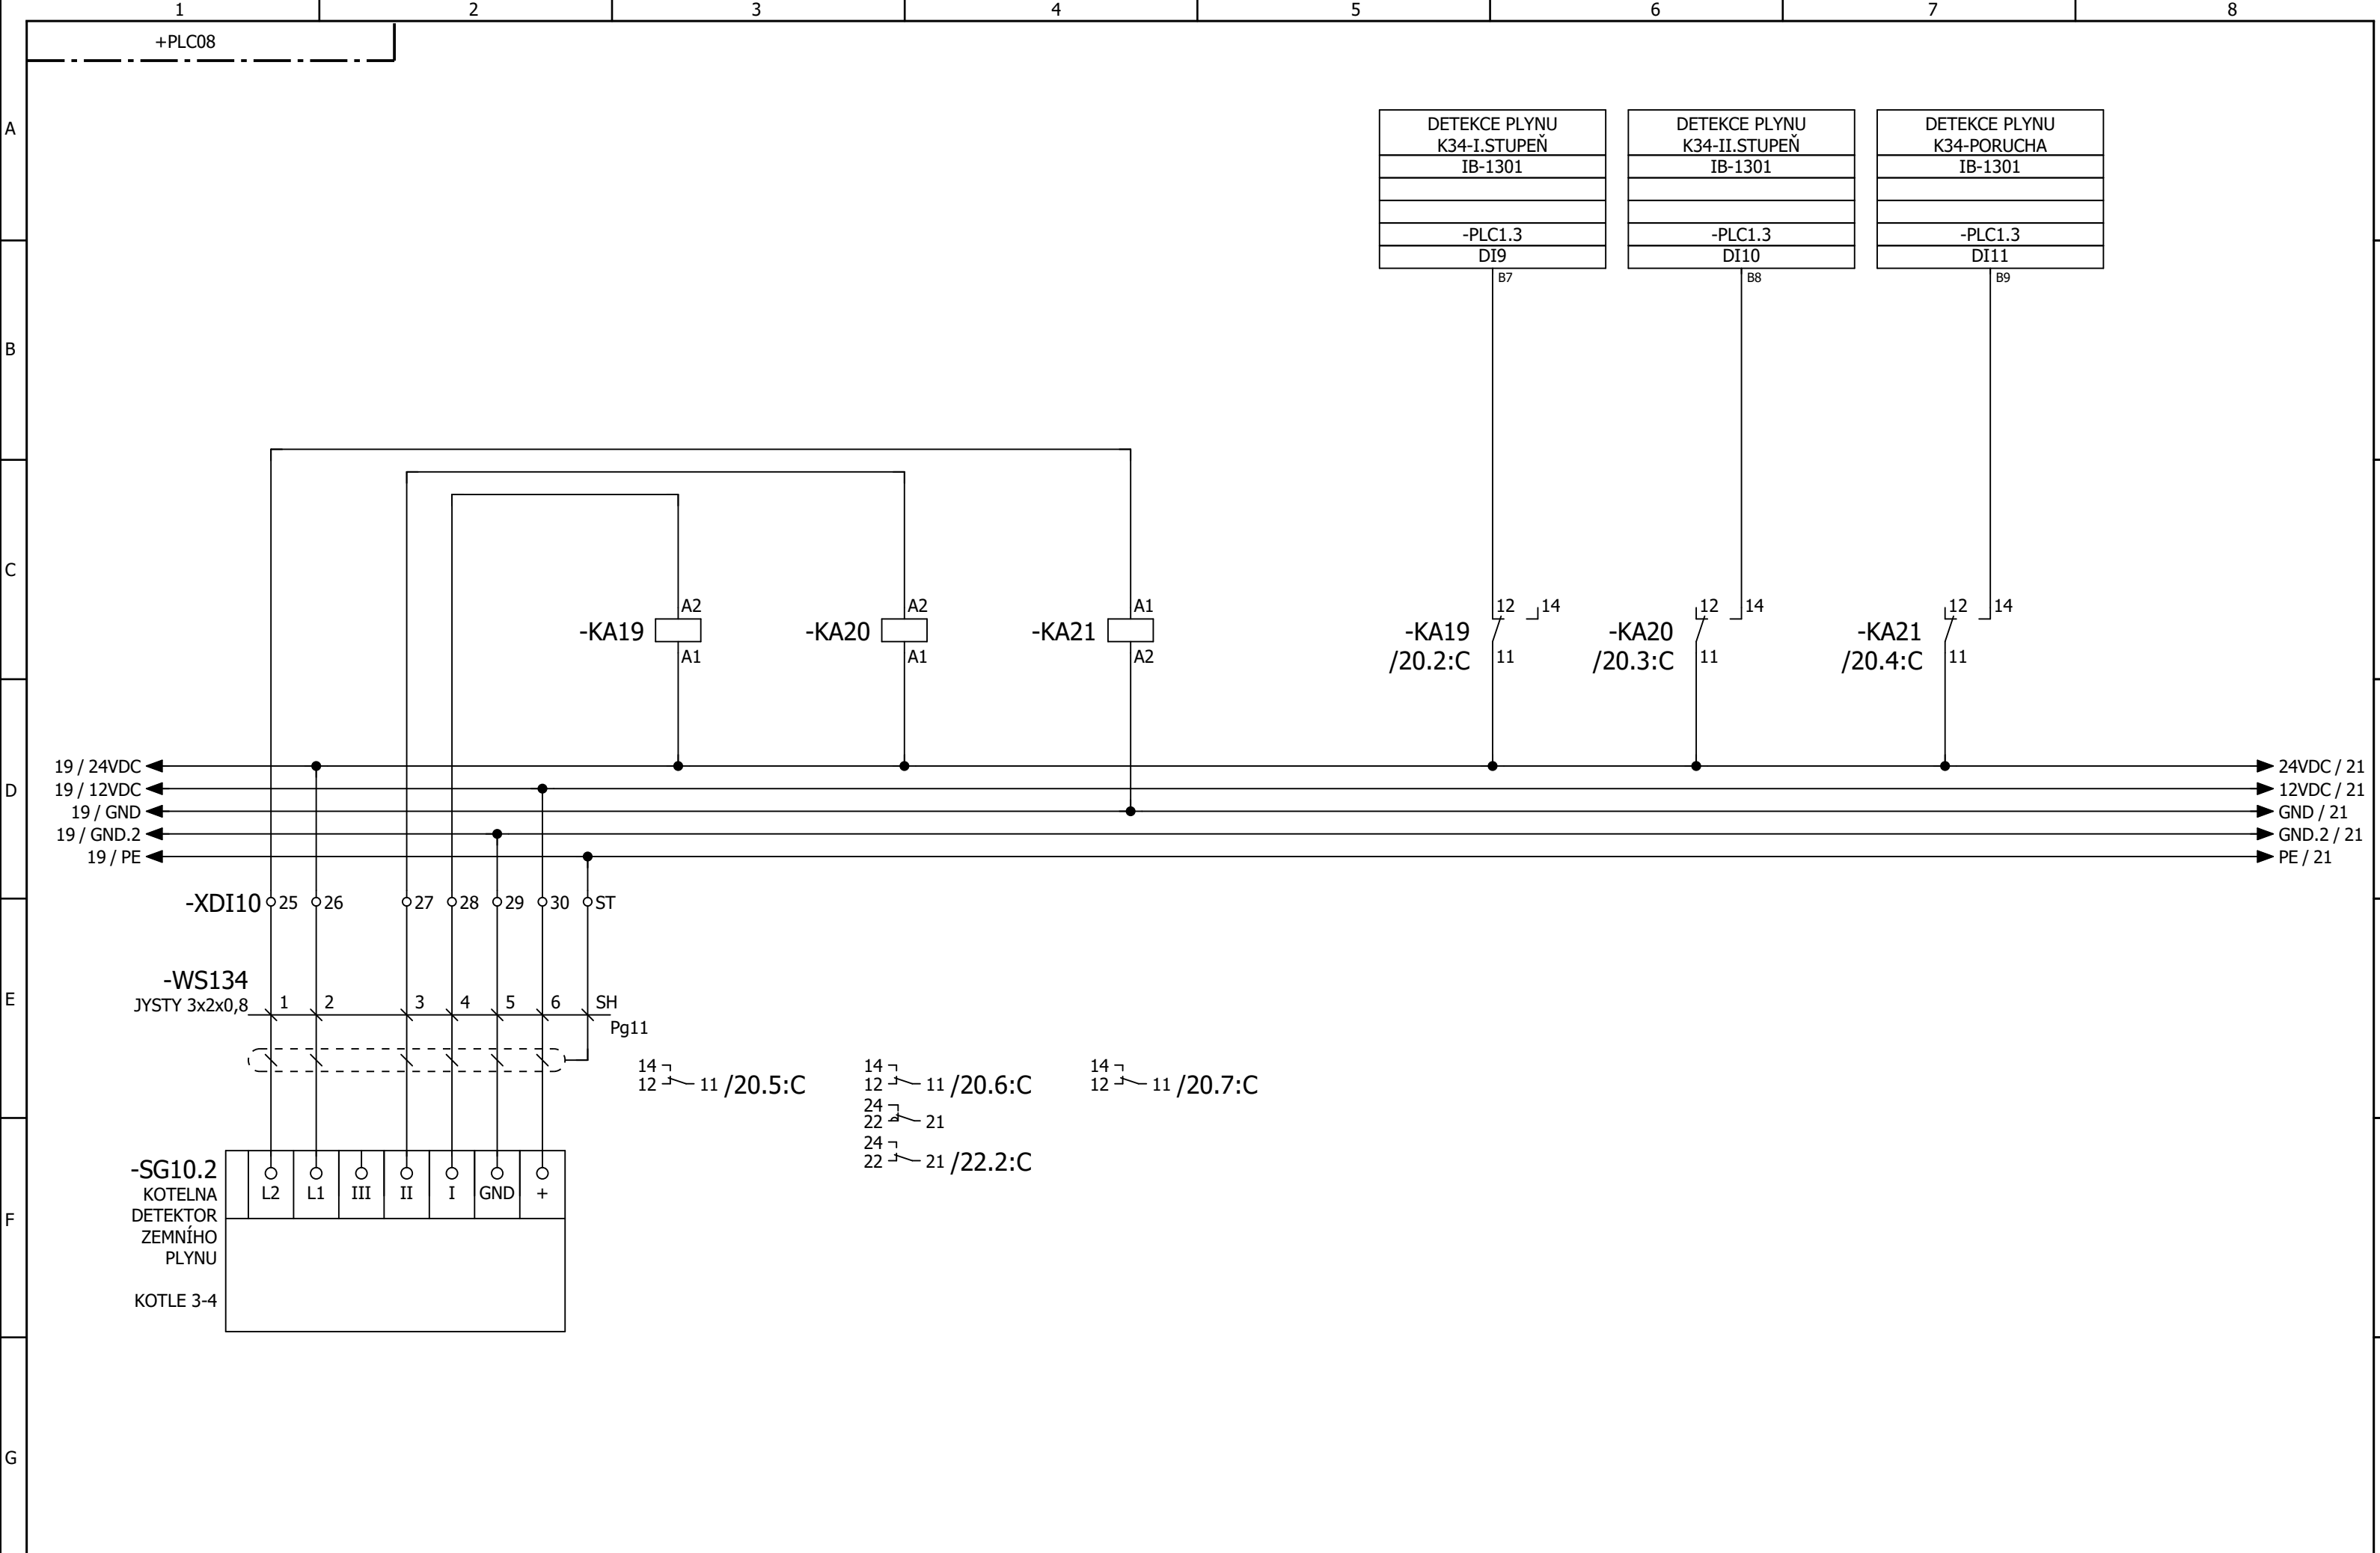 1 2 3 4 5 6 7 8
+PLC08
A
B
C
D
E
F
G
DETEKCE PLYNU
K34-I.STUPEŇ
IB-1301
-PLC1.3
DI9
B7
DETEKCE PLYNU
K34-II.STUPEŇ
IB-1301
-PLC1.3
DI10
B8
DETEKCE PLYNU
K34-PORUCHA
IB-1301
-PLC1.3
DI11
B9
A2
-KA19
A1
A2
-KA20
A1
A1
-KA21
A2
12 14
-KA19
/20.2:C 11
12 14
-KA20
/20.3:C 11
12 14
-KA21
/20.4:C 11
19 / 24VDC 24VDC / 21
19 / 12VDC 12VDC / 21
19 / GND GND / 21
19 / GND.2 GND.2 / 21
19 / PE PE / 21
-XDI10 25 26 27 28 29 30 ST
-WS134
JYSTY 3x2x0,8 1 2 3 4 5 6 SH
Pg11
14
12 11 /20.5:C
14
12 11 /20.6:C
24
22 21
24
22 21 /22.2:C
14
12 11 /20.7:C
-SG10.2
KOTELNA
DETEKTOR
ZEMNÍHO
PLYNU
KOTLE 3-4
L2 L1 III II I GND +